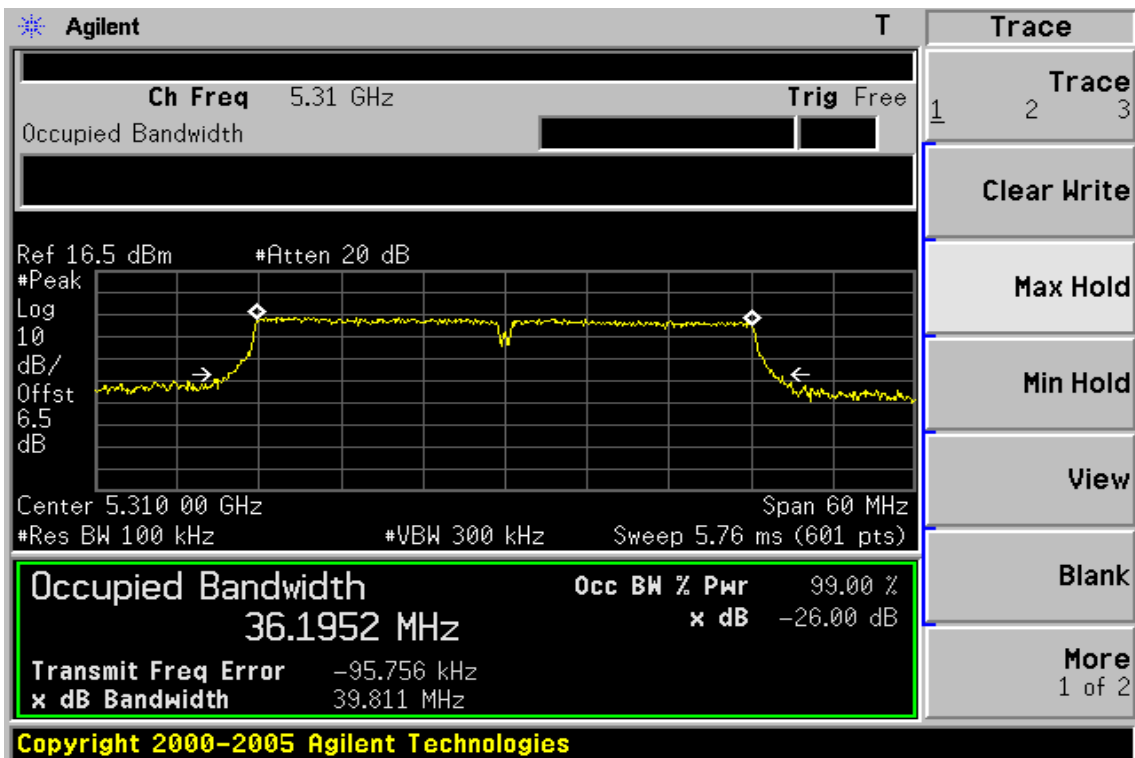 Agilent T Trace
Ch Freq 5.31 GHz Trig Free
Occupied Bandwidth
Trace
1 2 3
Clear Write
Max Hold
Min Hold
View
Blank
More
1 of 2
Ref 16.5 dBm #Atten 20 dB
#Peak
Log
10
dB/
Offst
6.5
dB
Center 5.310 00 GHz Span 60 MHz
#Res BW 100 kHz #VBW 300 kHz Sweep 5.76 ms (601 pts)
Occupied Bandwidth Occ BW % Pwr 99.00 %
36.1952 MHz x dB -26.00 dB
Transmit Freq Error -95.756 kHz
x dB Bandwidth 39.811 MHz
Copyright 2000-2005 Agilent Technologies